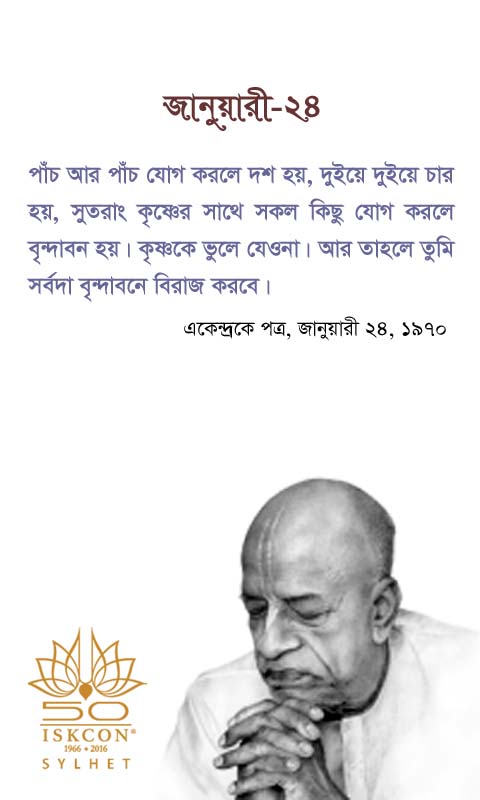 জানুয়ারী-২৪
পাঁচ আর পাঁচ যোগ করলে দশ হয়, দুইয়ে দুইয়ে চার
হয়, সুতরাং কৃষ্ণের সাথে সকল কিছু যোগ করলে
বৃন্দাবন হয়। কৃষ্ণকে ভুলে যেওনা। আর তাহলে তুমি
সর্বদা বৃন্দাবনে বিরাজ করবে।
একেন্দ্রকে পত্র, জানুয়ারী ২৪, ১৯৭০
50
ISKCON®
1966 • 2016
SYLHET